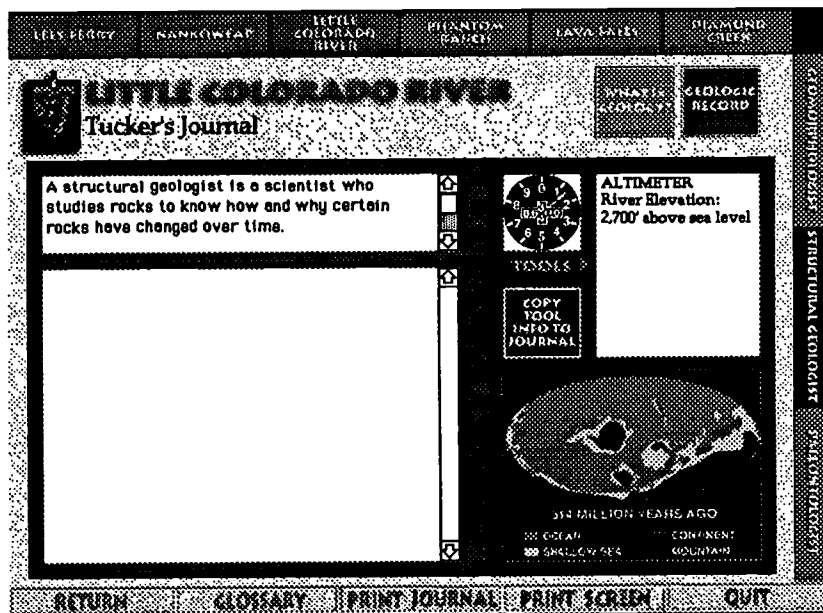 LEES FERRY
NANKOWEAP
LITTLE
COLORADO
RIVER
PHANTOM
RANCH
LAVA FALLS
DIAMOND
CREEK
LITTLE COLORADO RIVER
Tucker's Journal
WHAT IS
GEOLOGY?
GEOLOGIC
RECORD
A structural geologist is a scientist who
studies rocks to know how and why certain
rocks have changed over time.
ALTIMETER
River Elevation:
2,700' above sea level
TOOLS
COPY
TOOL
INFO TO
JOURNAL
MILLION YEARS AGO
OCEAN
CONTINENT
SHALLOW SEA
MOUNTAIN
STRUCTURAL GEOLOGIST
PALEONTOLOGIST
RETURN
GLOSSARY
PRINT JOURNAL
PRINT SCREEN
QUIT